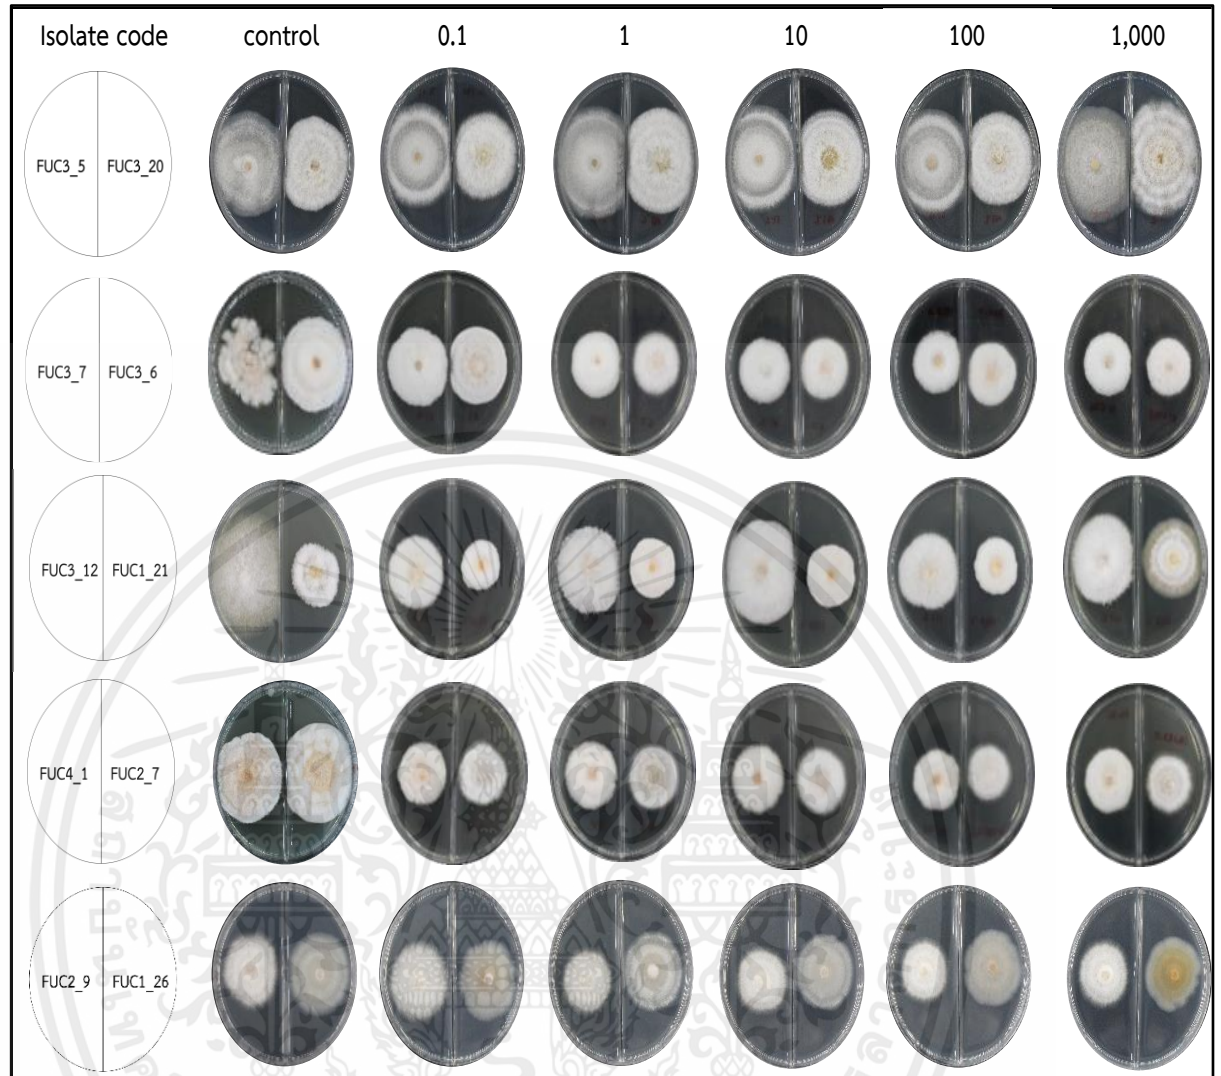 Isolate code control 0.1 1 10 100 1,000
FUC3_5 FUC3_20
FUC3_7 FUC3_6
FUC3_12 FUC1_21
FUC4_1 FUC2_7
FUC2_9 FUC1_26